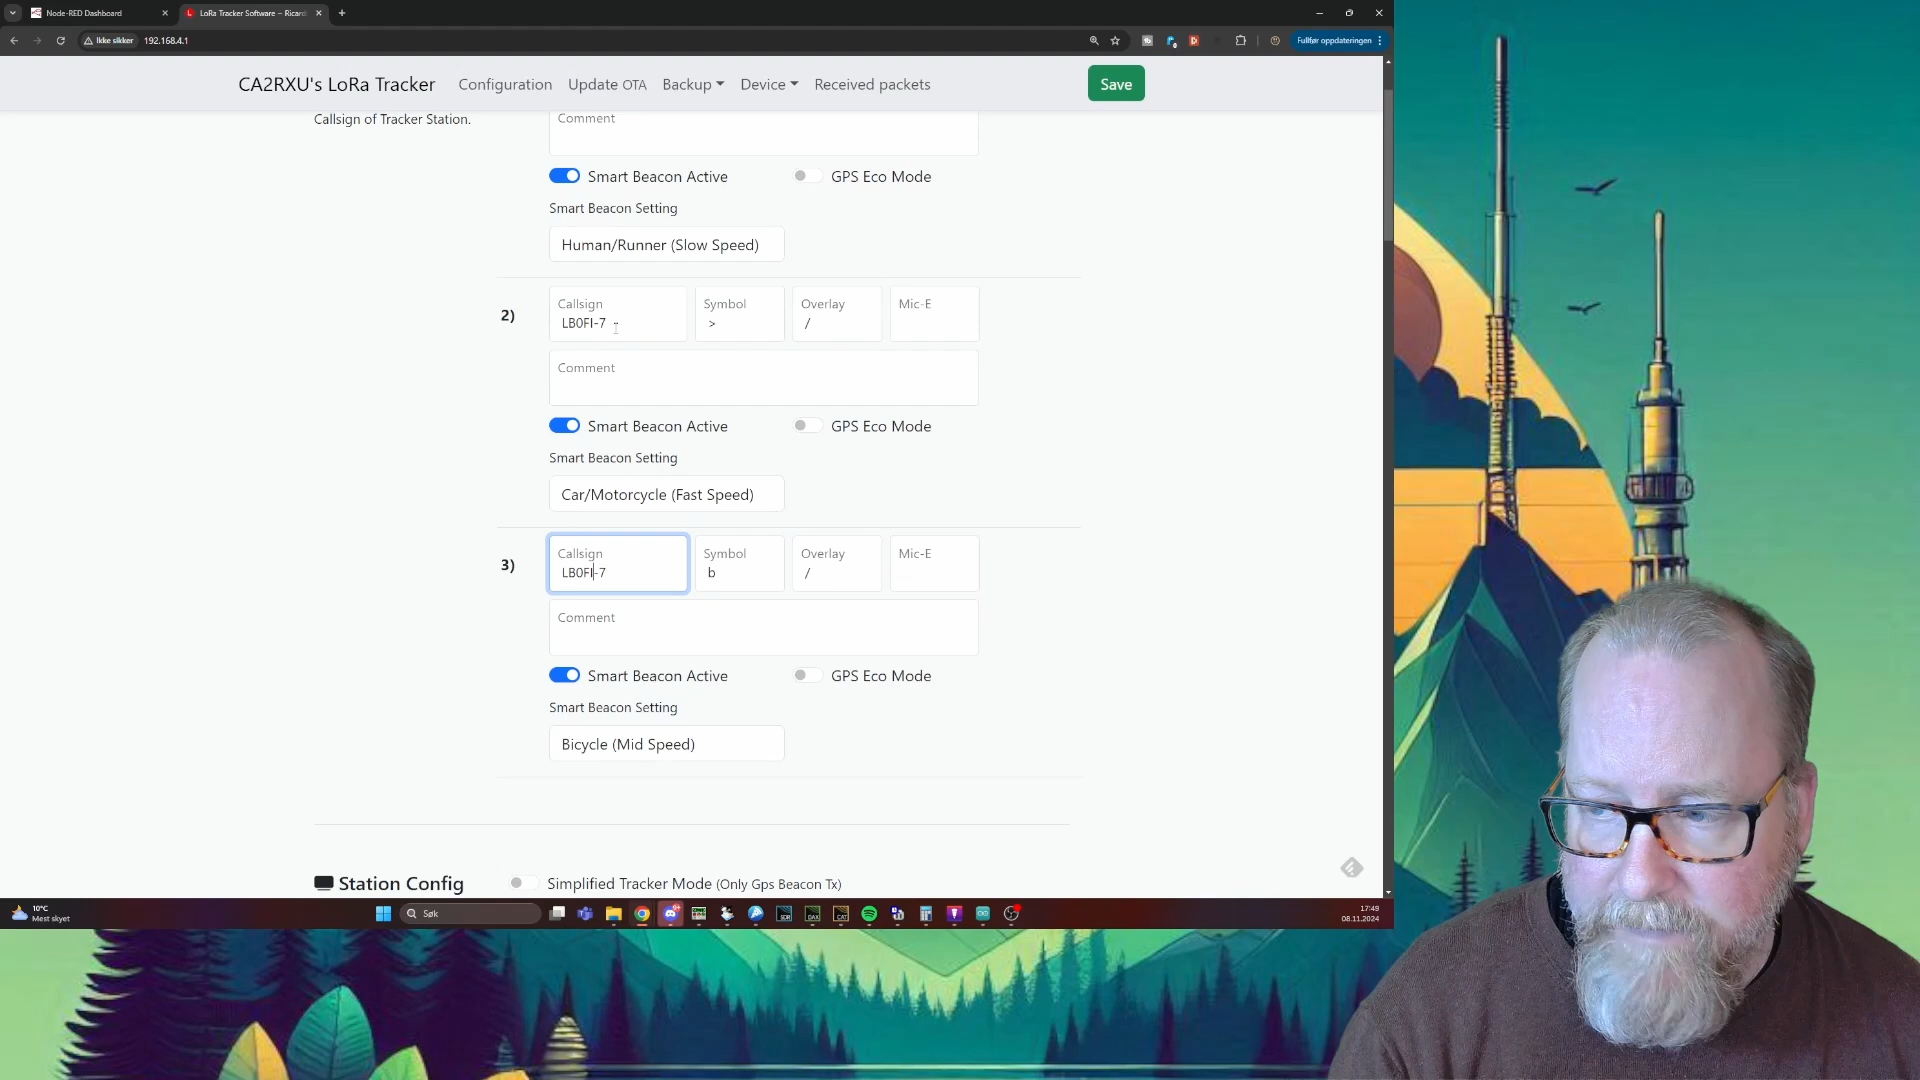 Node-RED Dashboard
LoRa Tracker Software – Ricard
Ikke sikker
192.168.4.1
Fullfør oppdateringen
CA2RXU's LoRa Tracker
Configuration
Update OTA
Backup
Device
Received packets
Save
Callsign of Tracker Station.
Comment
Smart Beacon Active
GPS Eco Mode
Smart Beacon Setting
Human/Runner (Slow Speed)
2)
Callsign
LB0FI-7
Symbol
>
Overlay
/
Mic-E
Comment
Smart Beacon Active
GPS Eco Mode
Smart Beacon Setting
Car/Motorcycle (Fast Speed)
3)
Callsign
LB0FI-7
Symbol
b
Overlay
/
Mic-E
Comment
Smart Beacon Active
GPS Eco Mode
Smart Beacon Setting
Bicycle (Mid Speed)
Station Config
Simplified Tracker Mode (Only Gps Beacon Tx)
10°C
Mest skyet
Søk
SDR
DAX
CAT
17:49
08.11.2024